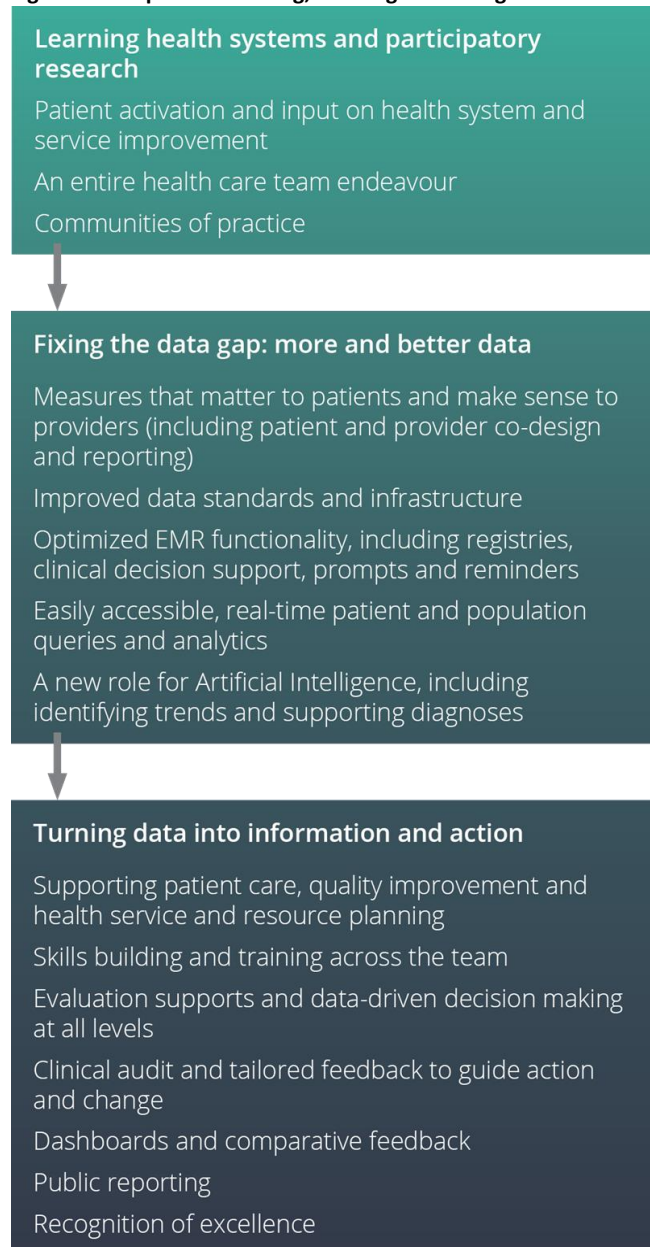 Learning health systems and participatory
research
Patient activation and input on health system and
service improvement
An entire health care team endeavour
Communities of practice
Fixing the data gap: more and better data
Measures that matter to patients and make sense to
providers (including patient and provider co-design
and reporting)
Improved data standards and infrastructure
Optimized EMR functionality, including registries,
clinical decision support, prompts and reminders
Easily accessible, real-time patient and population
queries and analytics
A new role for Artificial Intelligence, including
identifying trends and supporting diagnoses
Turning data into information and action
Supporting patient care, quality improvement and
health service and resource planning
Skills building and training across the team
Evaluation supports and data-driven decision making
at all levels
Clinical audit and tailored feedback to guide action
and change
Dashboards and comparative feedback
Public reporting
Recognition of excellence